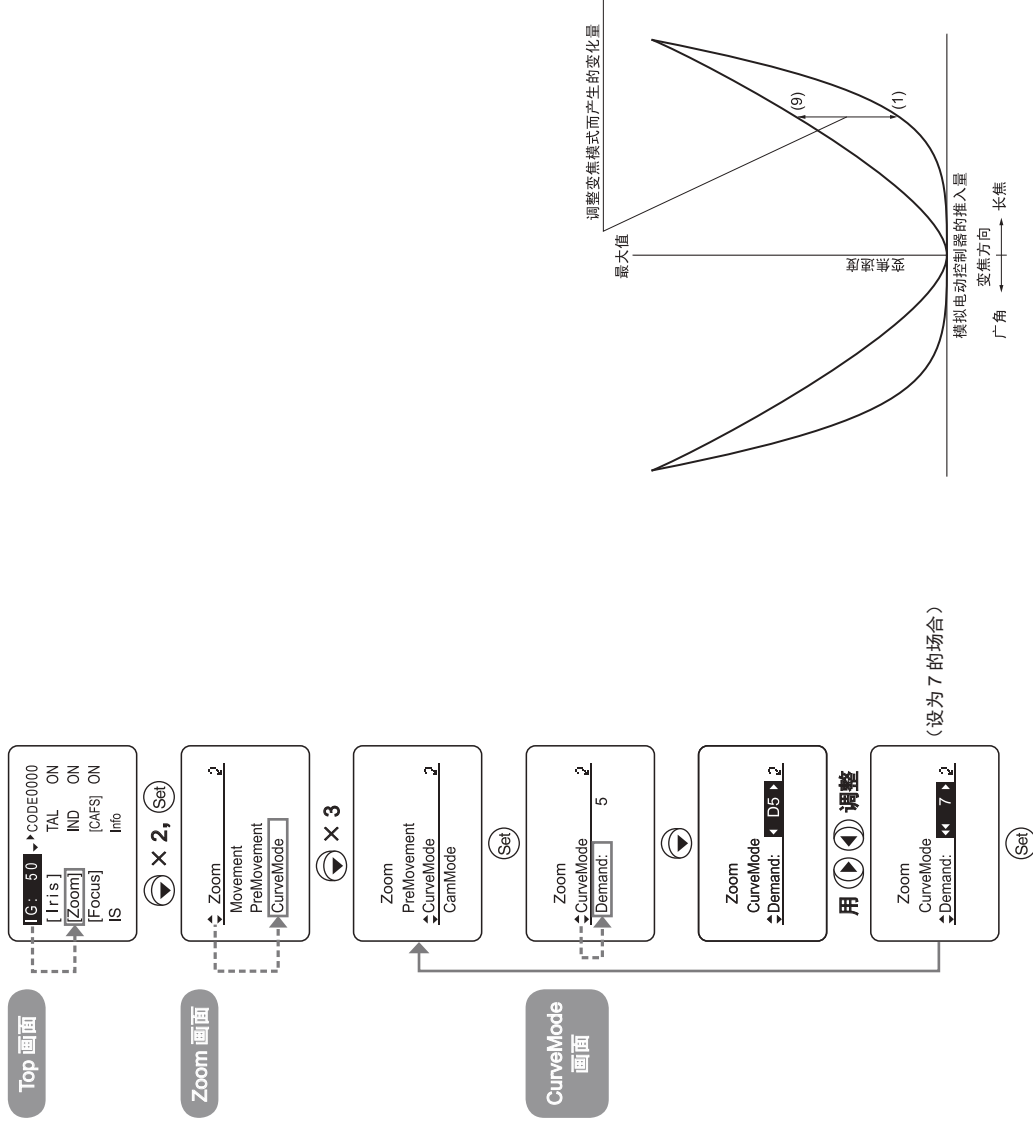 Top 画面
IG: 50 CODE0000
[Iris] TAL ON
[Zoom] IND ON
[Focus] [CAFS] ON
IS Info
× 2, Set
Zoom 画面
Zoom
Movement
PreMovement
CurveMode
× 3
Zoom
PreMovement
CurveMode
CamMode
Set
CurveMode
画面
Zoom
CurveMode
Demand: 5
Zoom
CurveMode
Demand: D5
用 调整
Zoom
CurveMode
Demand: 7
(设为 7 的场合)
Set
调整变焦模式而产生的变化量
最大值
变焦速度
(9)
(1)
模拟电动控制器的推入量
变焦方向
广角 长焦